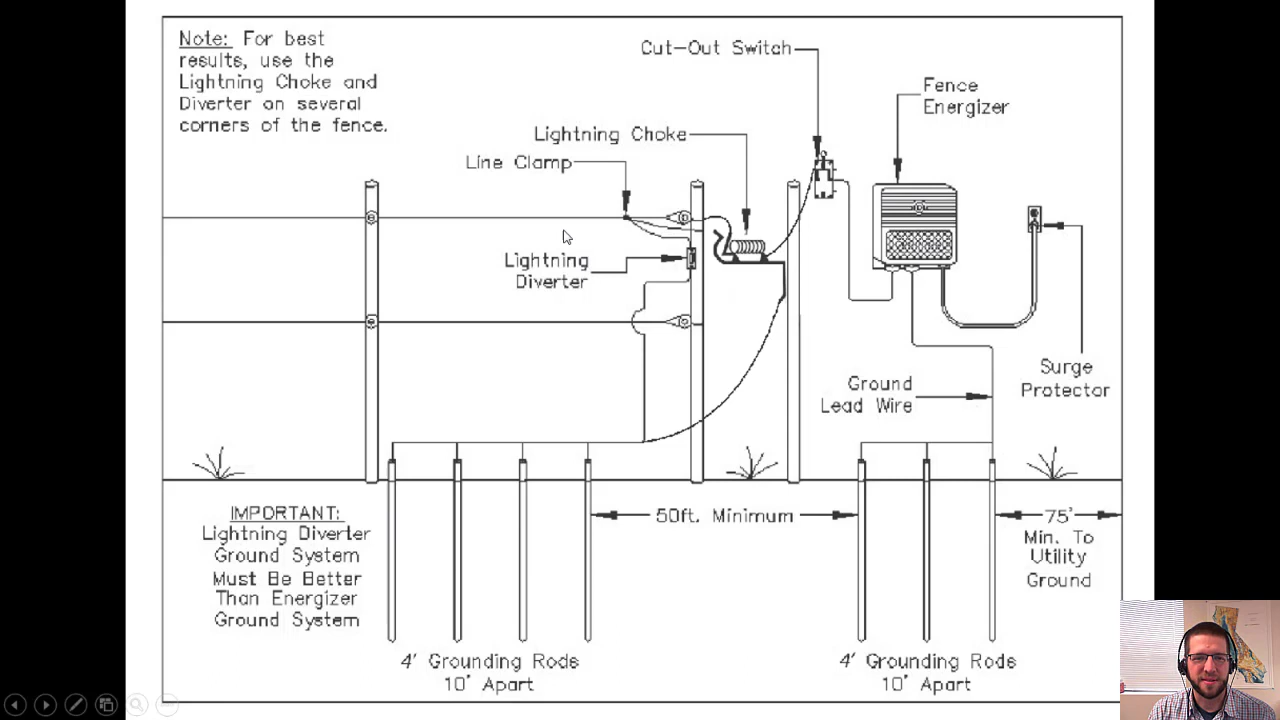 Note: For best
results, use the
Lightning Choke and
Diverter on several
corners of the fence.
Cut-Out Switch
Fence
Energizer
Lightning Choke
Line Clamp
Lightning
Diverter
Surge
Protector
Ground
Lead Wire
IMPORTANT:
Lightning Diverter
Ground System
Must Be Better
Than Energizer
Ground System
50ft. Minimum
75'
Min. To
Utility
Ground
4' Grounding Rods
10' Apart
4' Grounding Rods
10' Apart